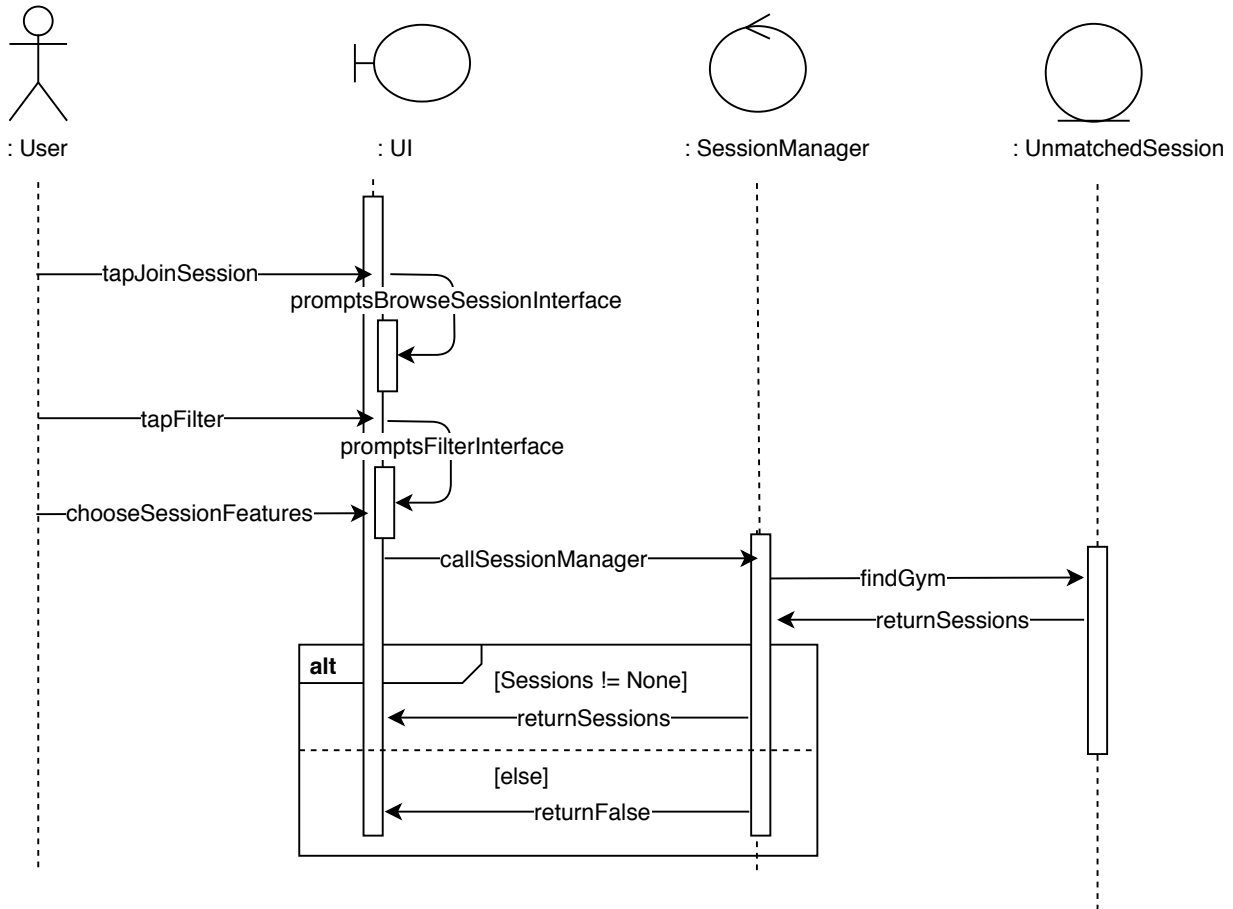 : User
: UI
: SessionManager
: UnmatchedSession
tapJoinSession
promptsBrowseSessionInterface
tapFilter
promptsFilterInterface
chooseSessionFeatures
callSessionManager
findGym
returnSessions
alt
[Sessions != None]
returnSessions
[else]
returnFalse